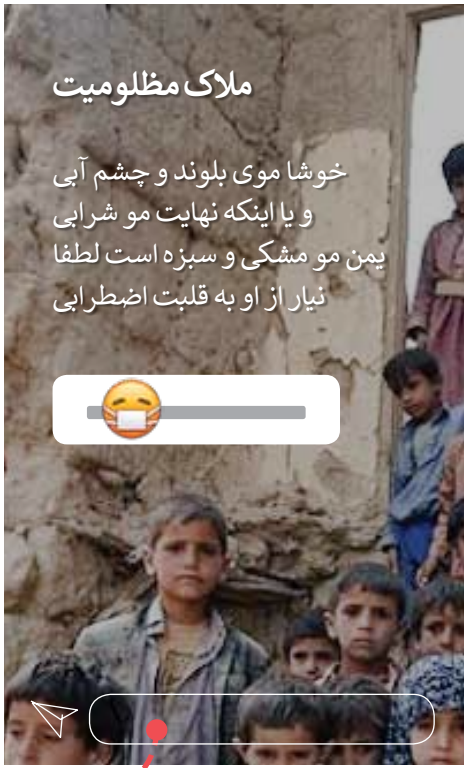 ملاک مظلومیت
خوشا موی بلوند و چشم آبی
و یا اینکه نهایت مو شرابی
یمن مو مشکی و سبزه است لطفا
نیار از او به قلبت اضطرابی